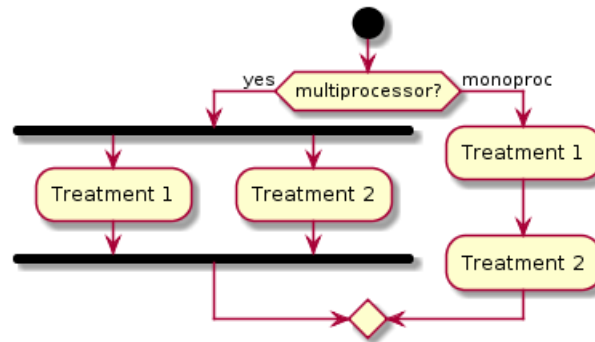 yes
multiprocessor?
monoproc
Treatment 1
Treatment 2
Treatment 1
Treatment 2